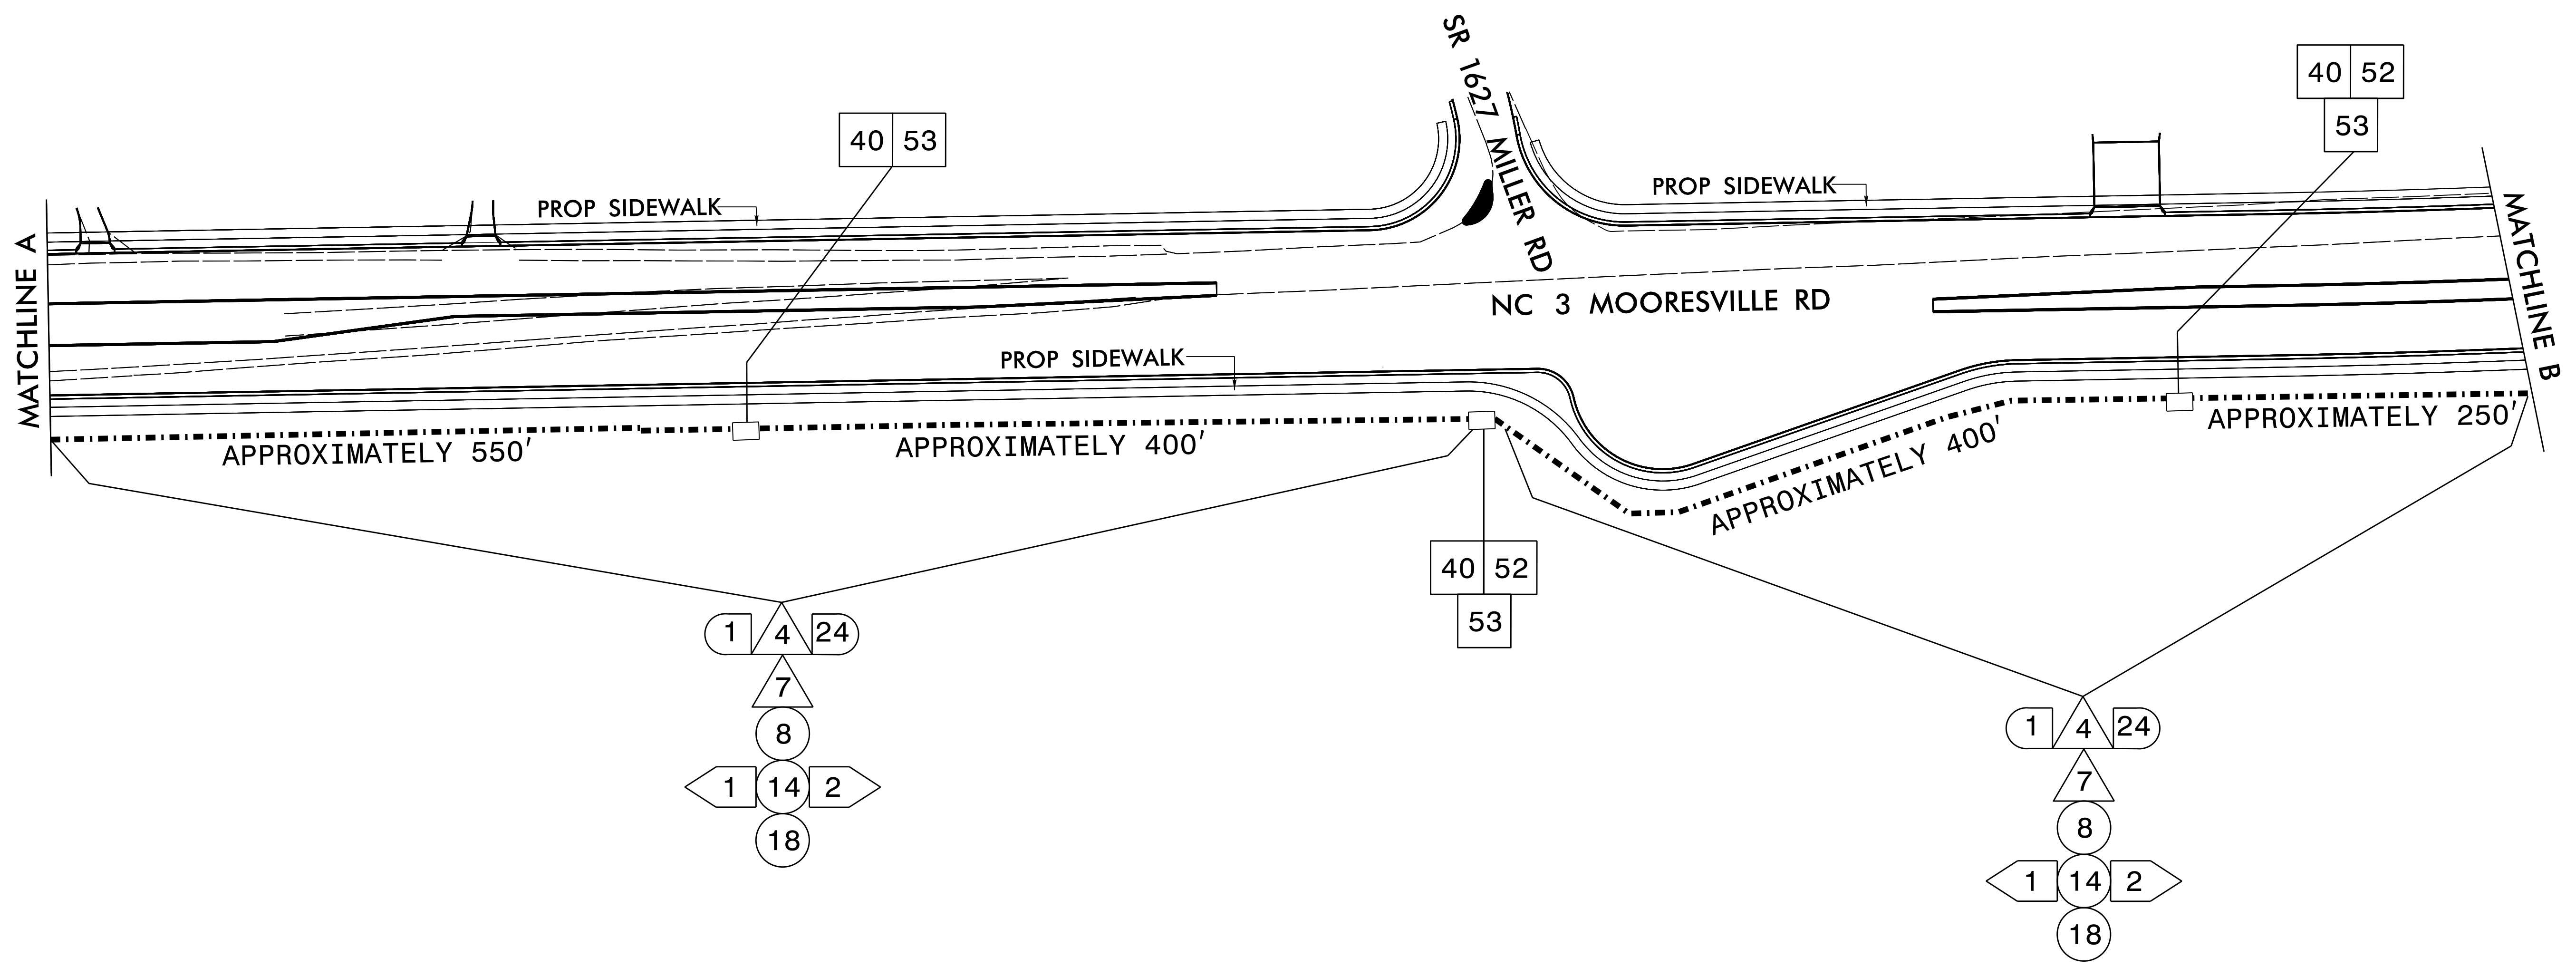 SR 1627 MILLER RD
40 52
53
40 53
PROP SIDEWALK
PROP SIDEWALK
MATCHLINE A
MATCHLINE B
NC 3 MOORESVILLE RD
PROP SIDEWALK
APPROXIMATELY 550'
APPROXIMATELY 400'
APPROXIMATELY 400'
APPROXIMATELY 250'
40 52
53
1 4 24
7
8
1 14 2
18
1 4 24
7
8
1 14 2
18